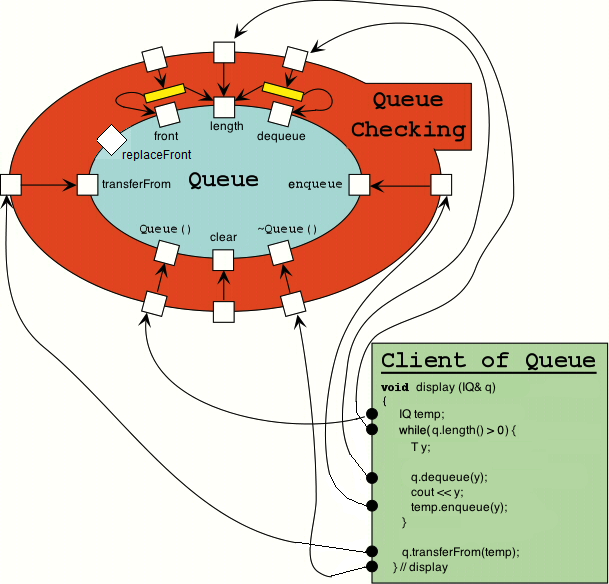 Queue
Checking
front
length
dequeue
replaceFront
transferFrom
Queue
enqueue
Queue()
clear
~Queue()
Client of Queue
void display (IQ& q)
{
IQ temp;
while( q.length() > 0) {
T y;
q.dequeue(y);
cout << y;
temp.enqueue(y);
}
q.transferFrom(temp);
} // display